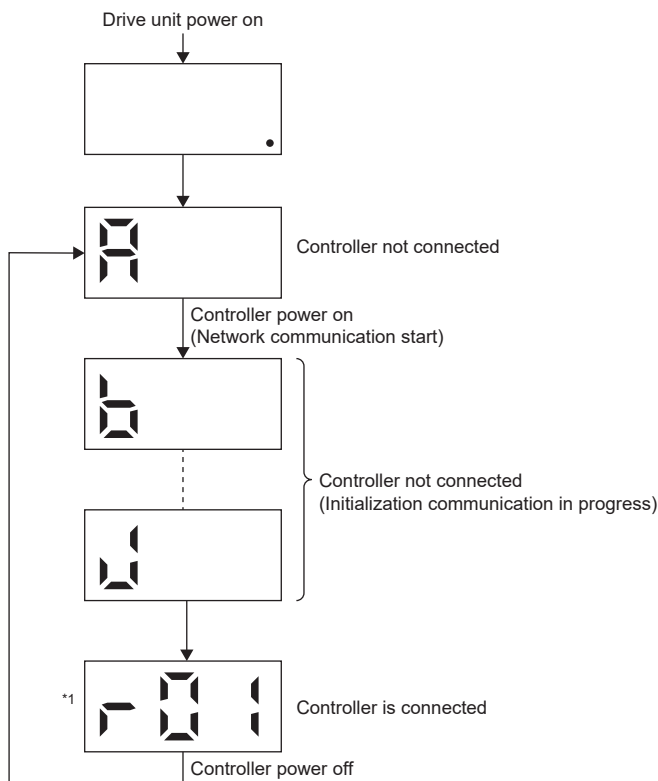 Drive unit power on
.
A
Controller not connected
Controller power on
(Network communication start)
b
Controller not connected
(Initialization communication in progress)
J
*1
r01
Controller is connected
Controller power off